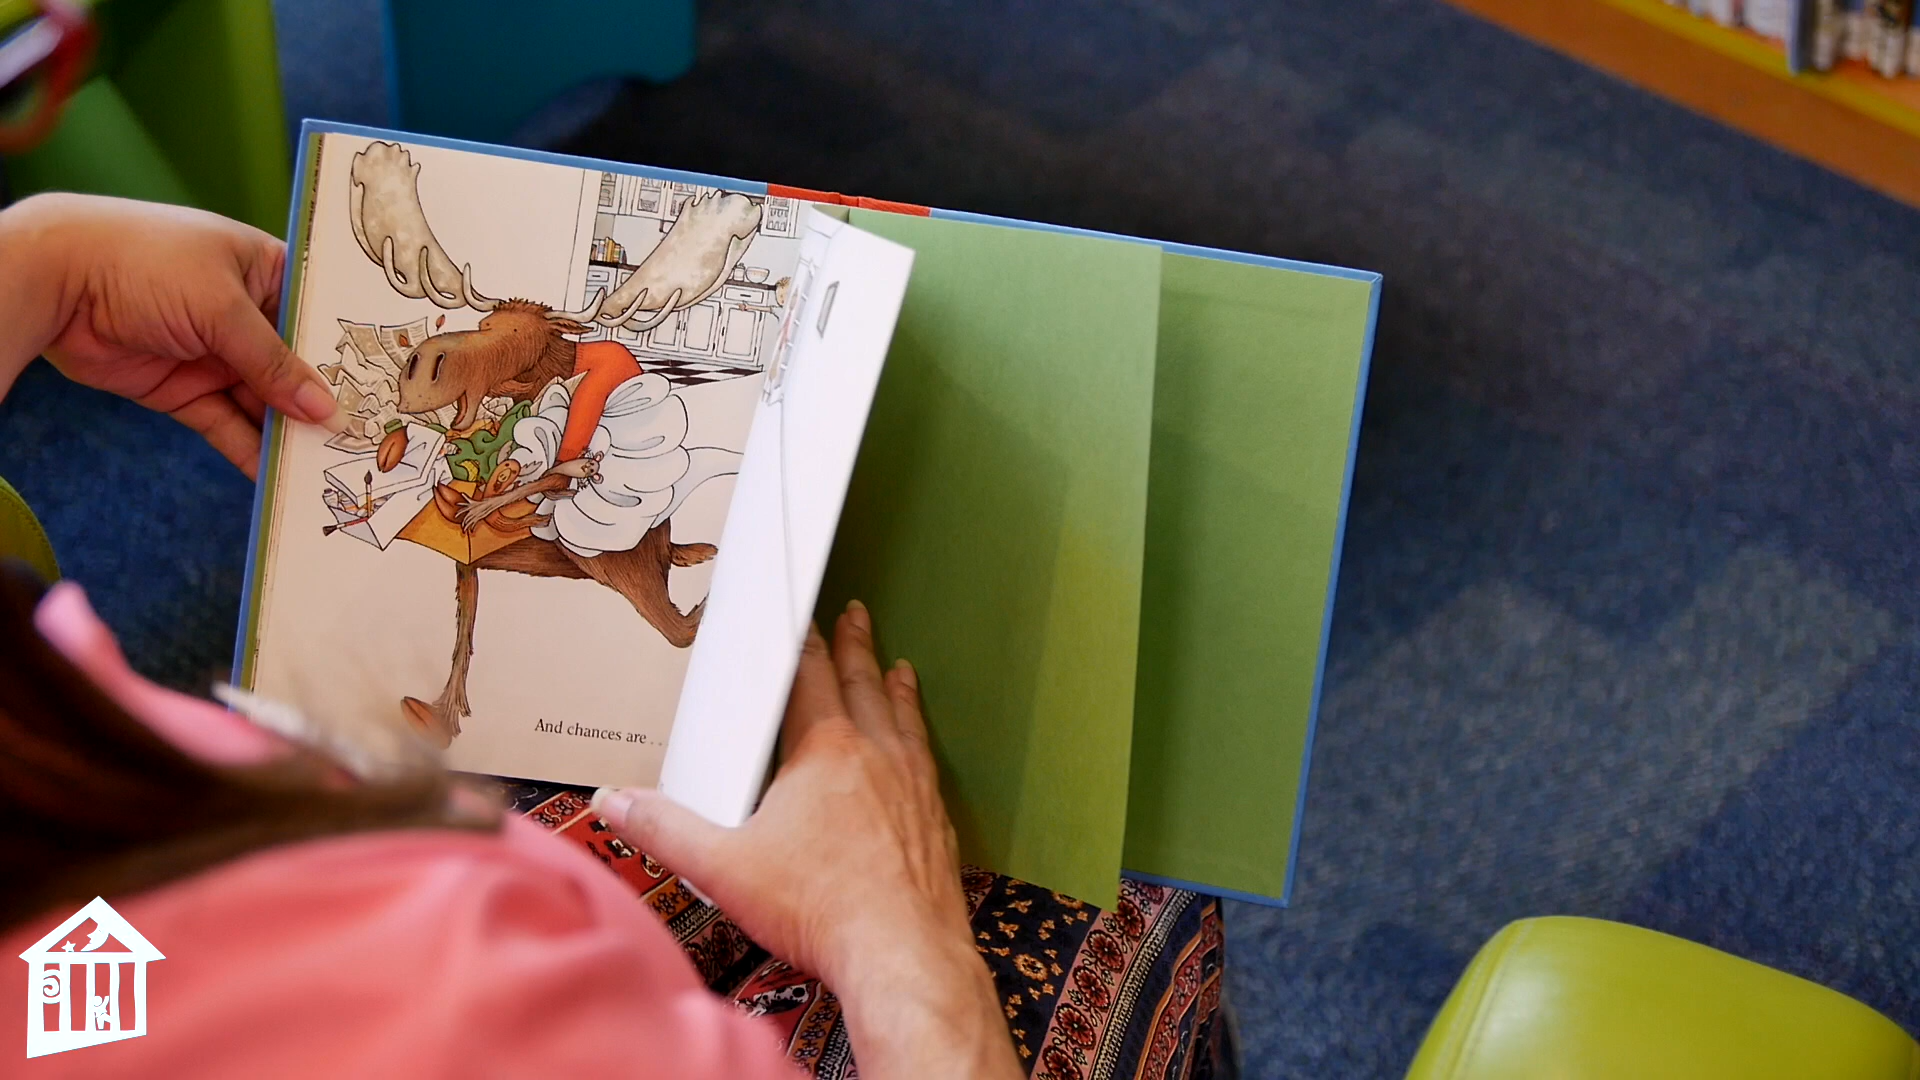 And chances are . . .